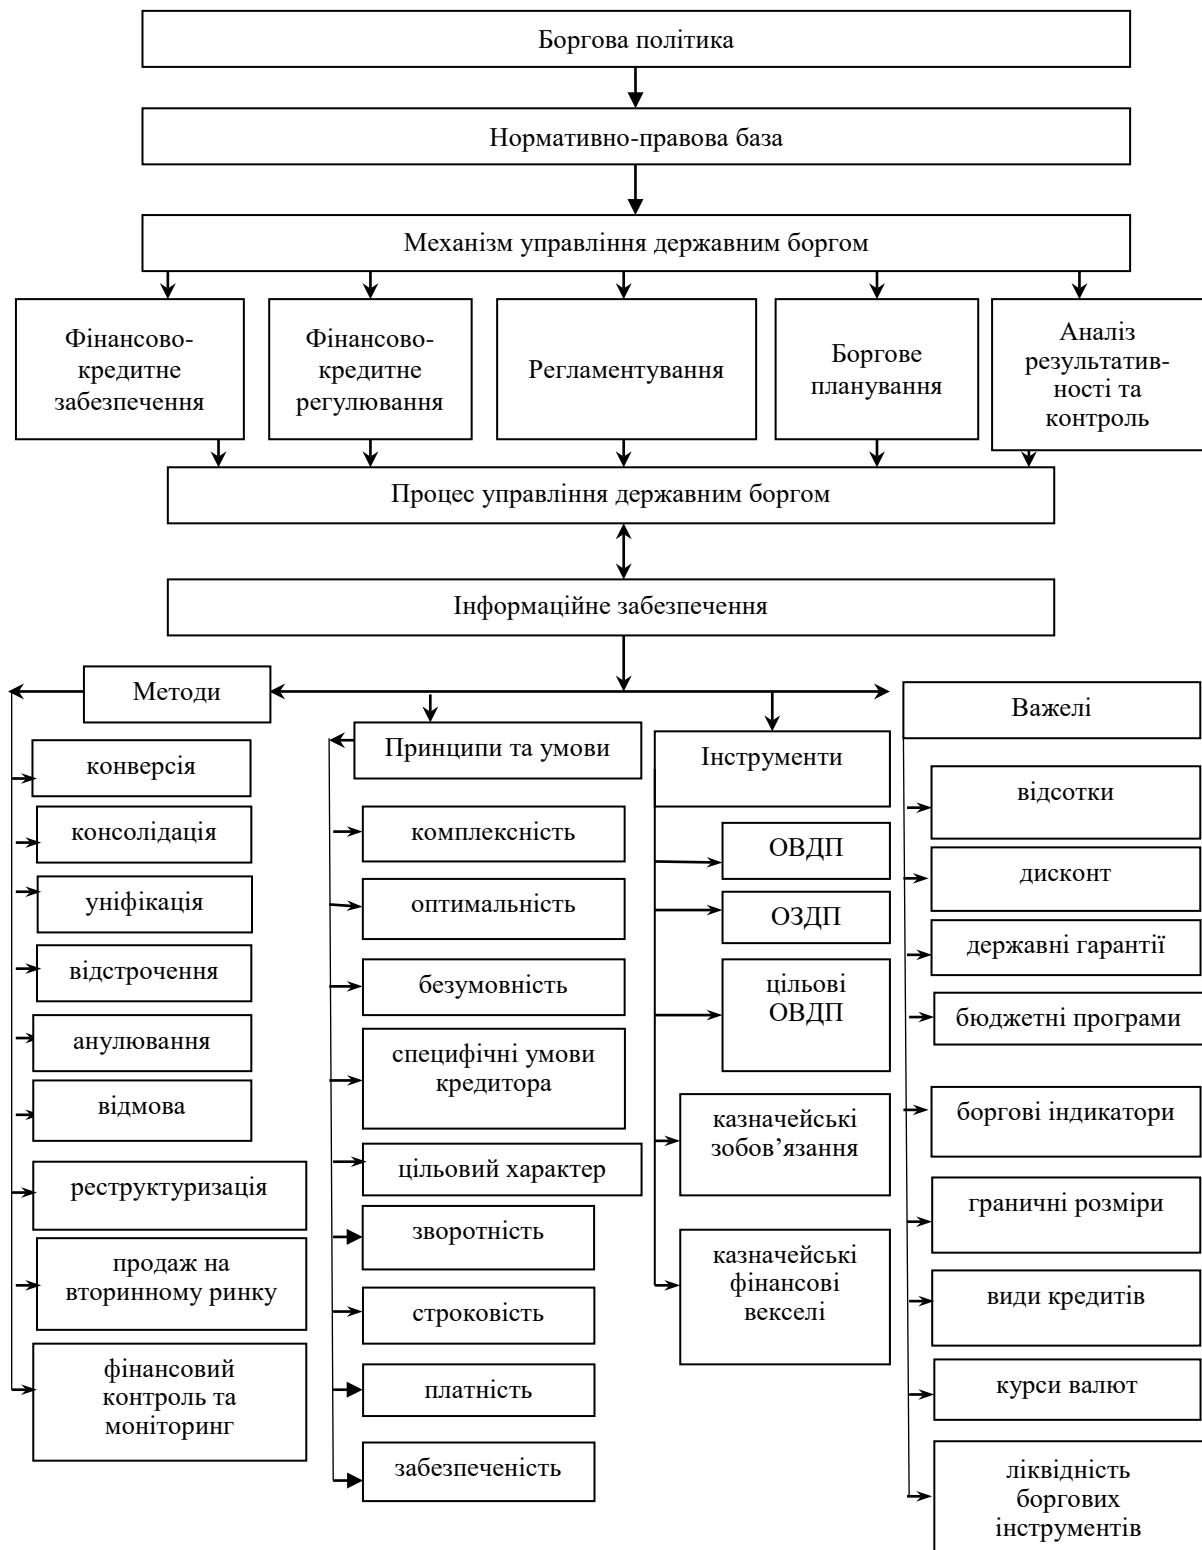 Боргова політика
Нормативно-правова база
Механізм управління державним боргом
Фінансово-
кредитне
забезпечення
Фінансово-
кредитне
регулювання
Регламентування
Боргове
планування
Аналіз
результатив-
ності та
контроль
Процес управління державним боргом
Інформаційне забезпечення
Методи
конверсія
консолідація
уніфікація
відстрочення
анулювання
відмова
реструктуризація
продаж на
вторинному ринку
фінансовий
контроль та
моніторинг
Принципи та умови
комплексність
оптимальність
безумовність
специфічні умови
кредитора
цільовий характер
зворотність
строковість
платність
забезпеченість
Інструменти
ОВДП
ОЗДП
цільові
ОВДП
казначейські
зобов’язання
казначейські
фінансові
векселі
Важелі
відсотки
дисконт
державні гарантії
бюджетні програми
боргові індикатори
граничні розміри
види кредитів
курси валют
ліквідність
боргових
інструментів